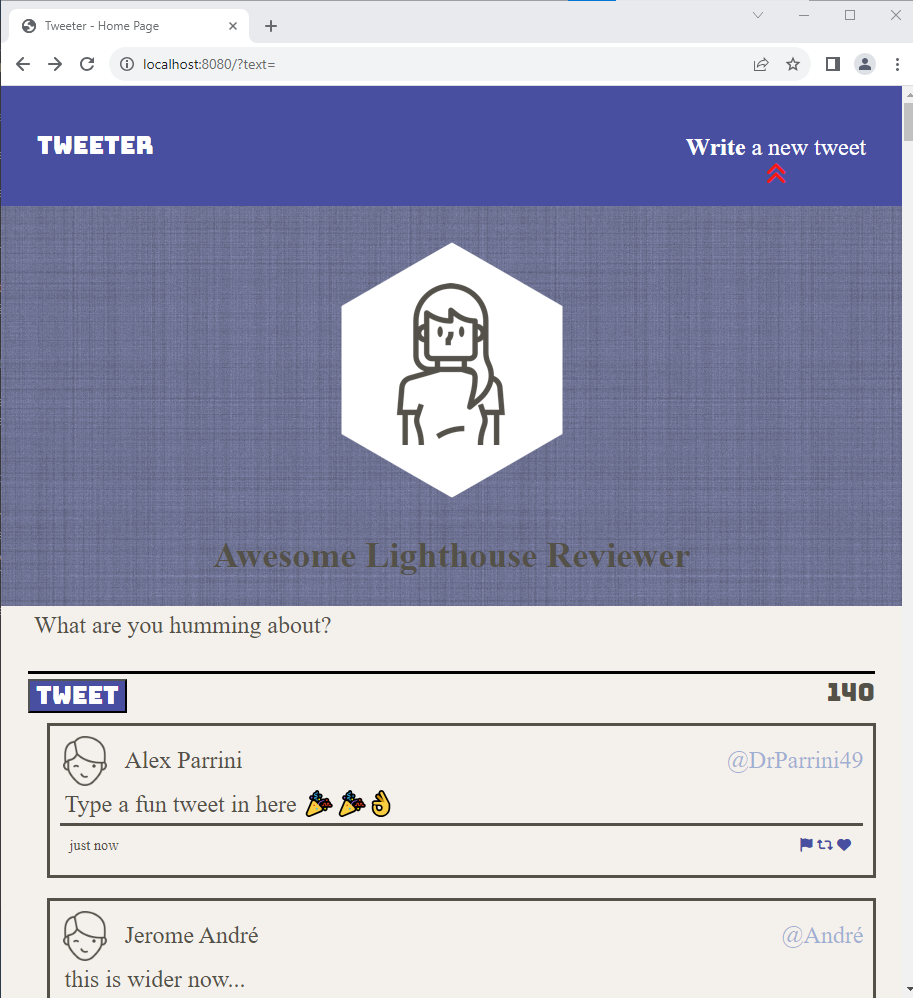 Tweeter - Home Page
localhost:8080/?text=
TWEETER
Write a new tweet
Awesome Lighthouse Reviewer
What are you humming about?
TWEET 140
Alex Parrini @DrParrini49
Type a fun tweet in here 🎉 🎉👌
just now
Jerome André @André
this is wider now...